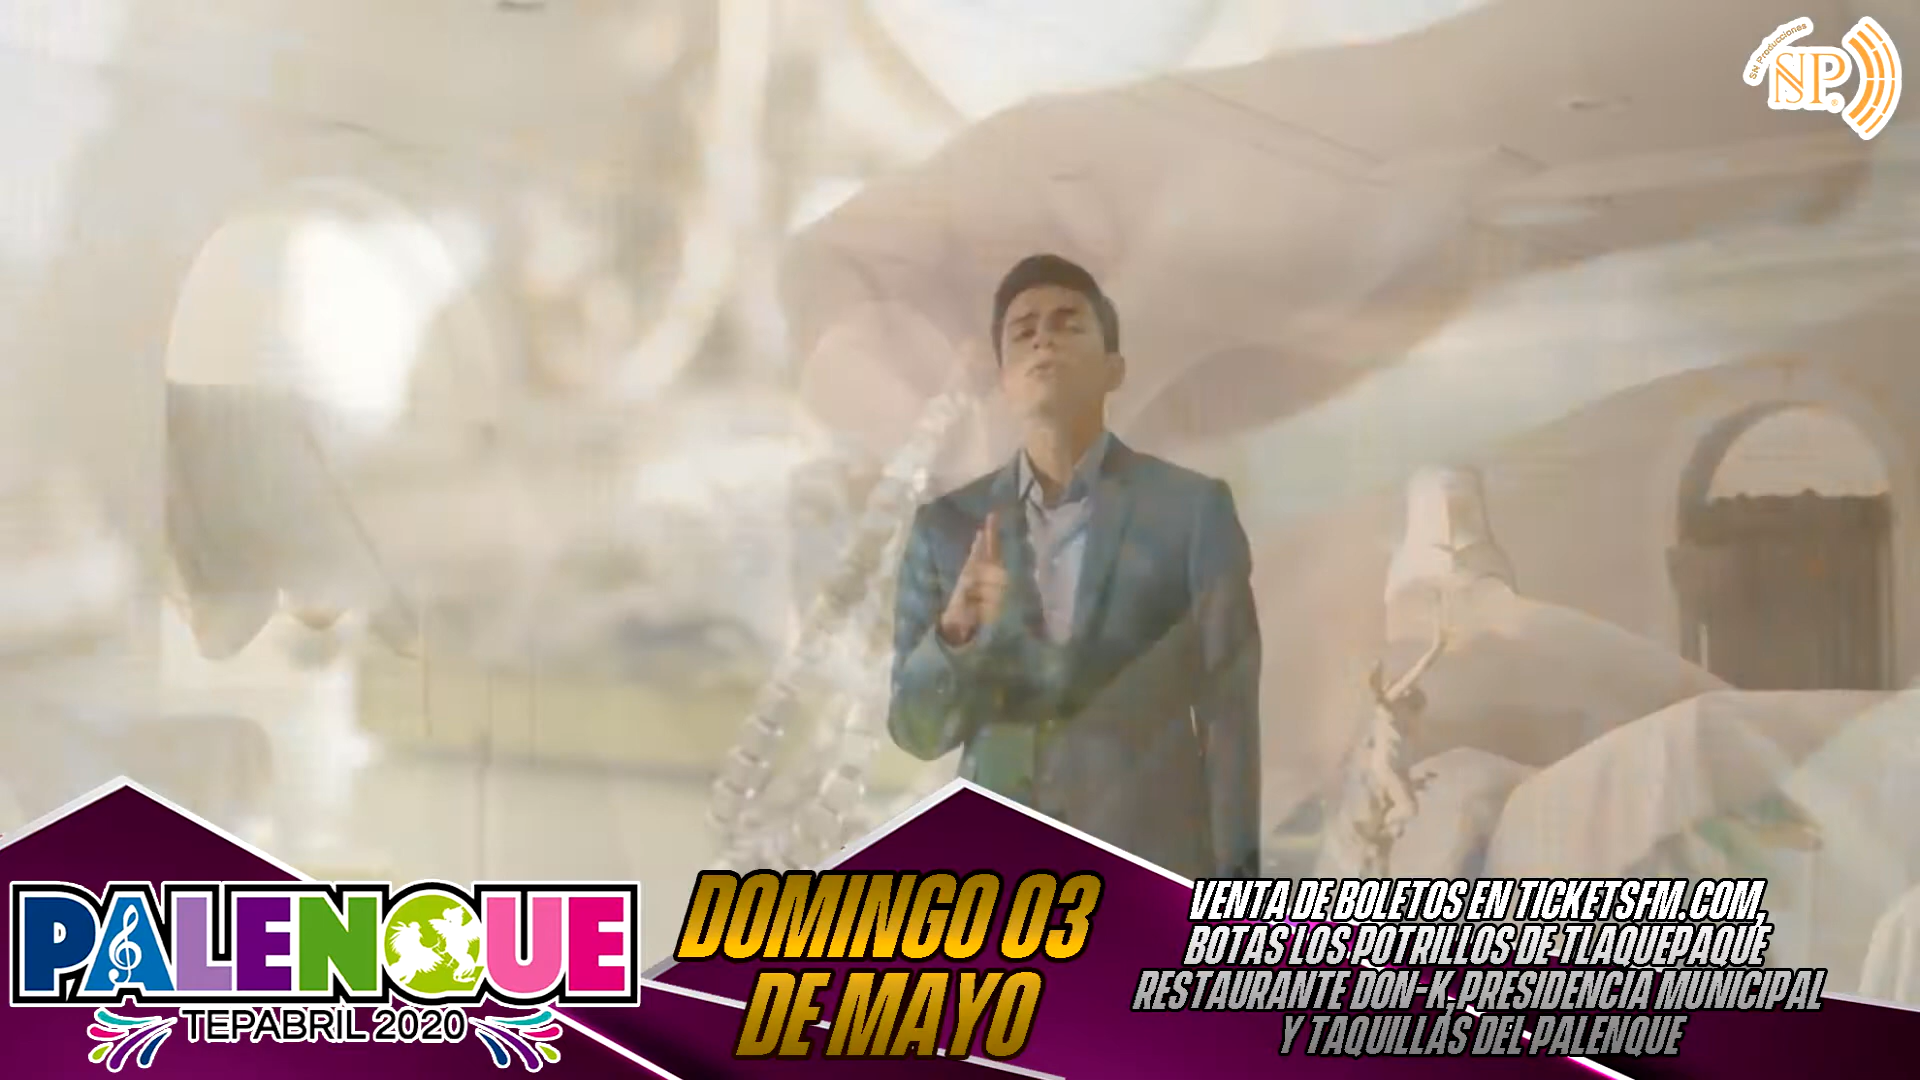 SN Producciones
SNP
PALENQUE
TEPABRIL 2020
DOMINGO 03
DE MAYO
VENTA DE BOLETOS EN TICKETSFM.COM,
BOTAS LOS POTRILLOS DE TLAQUEPAQUE
RESTAURANTE DON-K, PRESIDENCIA MUNICIPAL
Y TAQUILLAS DEL PALENQUE